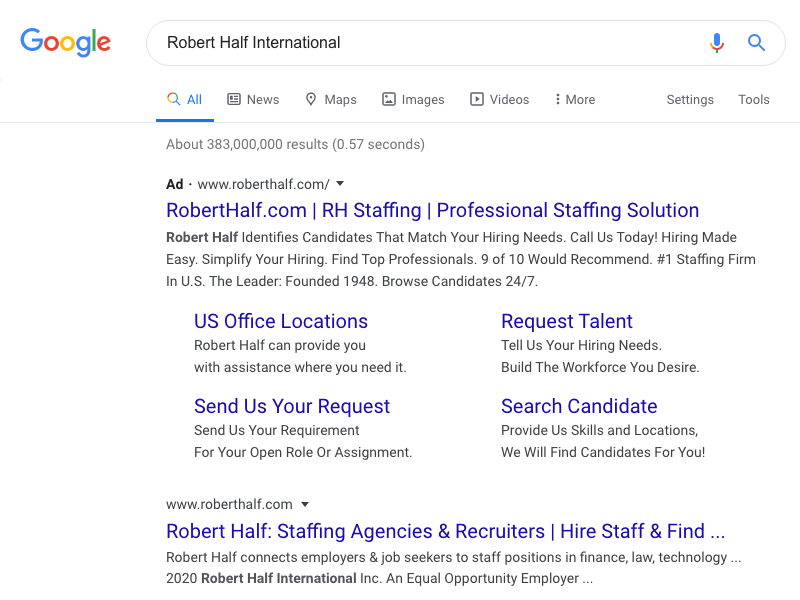 Google
Robert Half International
All News Maps Images Videos More Settings Tools
About 383,000,000 results (0.57 seconds)
Ad · www.roberthalf.com/
RobertHalf.com | RH Staffing | Professional Staffing Solution
Robert Half Identifies Candidates That Match Your Hiring Needs. Call Us Today! Hiring Made
Easy. Simplify Your Hiring. Find Top Professionals. 9 of 10 Would Recommend. #1 Staffing Firm
In U.S. The Leader: Founded 1948. Browse Candidates 24/7.
US Office Locations
Robert Half can provide you
with assistance where you need it.
Request Talent
Tell Us Your Hiring Needs.
Build The Workforce You Desire.
Send Us Your Request
Send Us Your Requirement
For Your Open Role Or Assignment.
Search Candidate
Provide Us Skills and Locations,
We Will Find Candidates For You!
www.roberthalf.com
Robert Half: Staffing Agencies & Recruiters | Hire Staff & Find ...
Robert Half connects employers & job seekers to staff positions in finance, law, technology ...
2020 Robert Half International Inc. An Equal Opportunity Employer ...